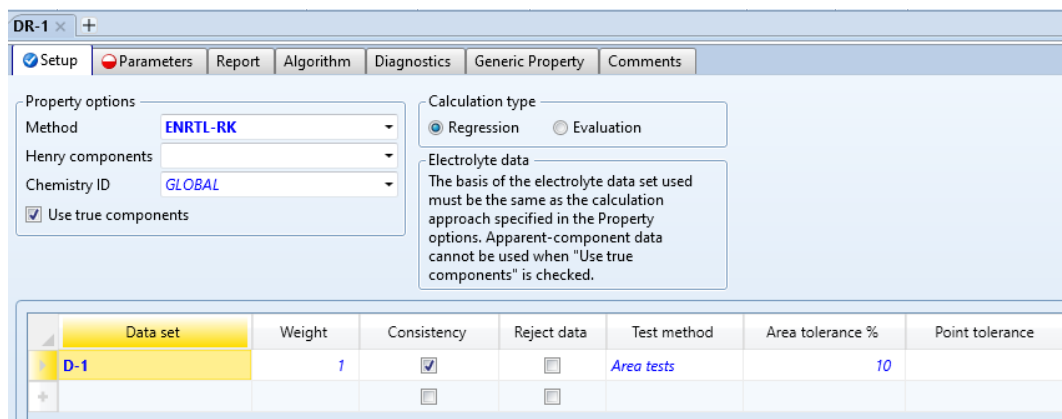 DR-1 × +
Setup Parameters Report Algorithm Diagnostics Generic Property Comments
Property options
Method ENRTL-RK
Henry components
Chemistry ID GLOBAL
Use true components
Calculation type
Regression Evaluation
Electrolyte data
The basis of the electrolyte data set used
must be the same as the calculation
approach specified in the Property
options. Apparent-component data
cannot be used when "Use true
components" is checked.
Data set Weight Consistency Reject data Test method Area tolerance % Point tolerance
D-1 1 Area tests 10